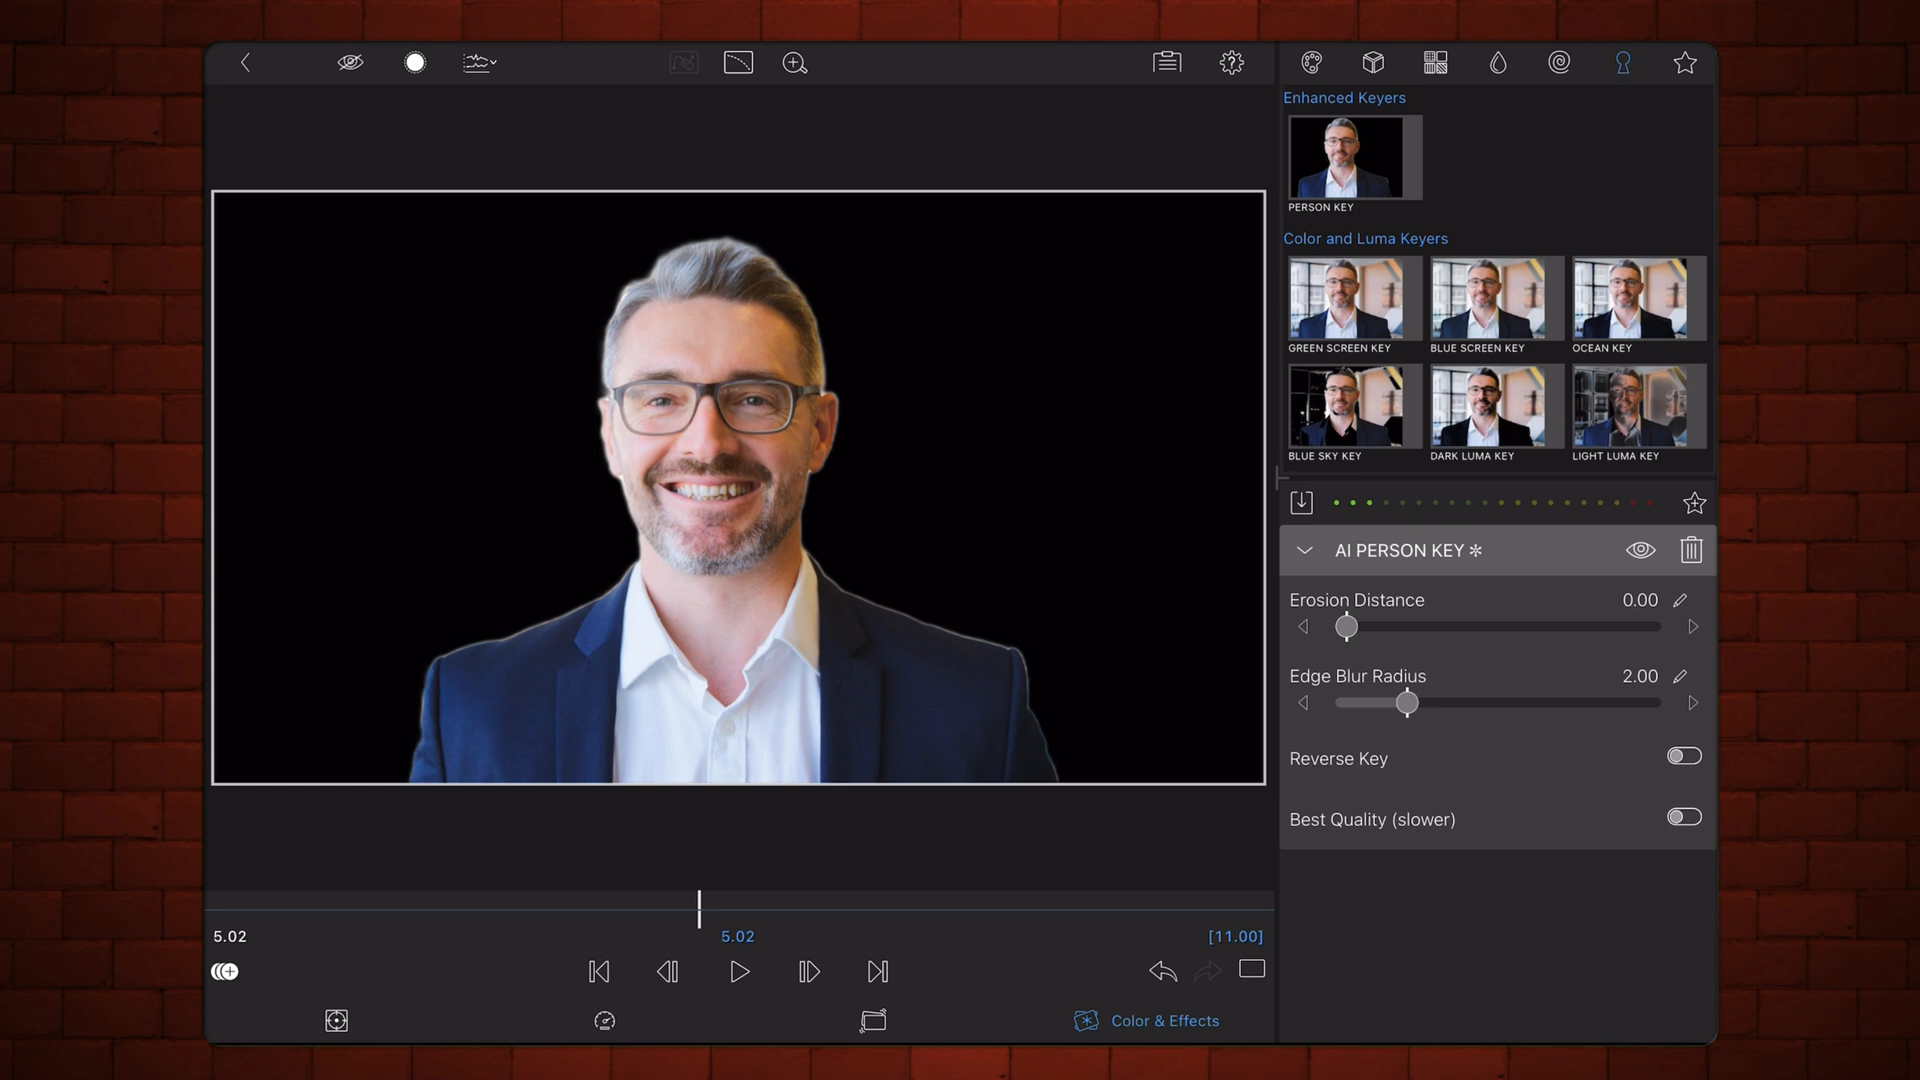 Enhanced Keyers
PERSON KEY
Color and Luma Keyers
GREEN SCREEN KEY
BLUE SCREEN KEY
OCEAN KEY
BLUE SKY KEY
DARK LUMA KEY
LIGHT LUMA KEY
AI PERSON KEY ✻
Erosion Distance 0.00
Edge Blur Radius 2.00
Reverse Key
Best Quality (slower)
5.02
5.02
[11.00]
Color & Effects